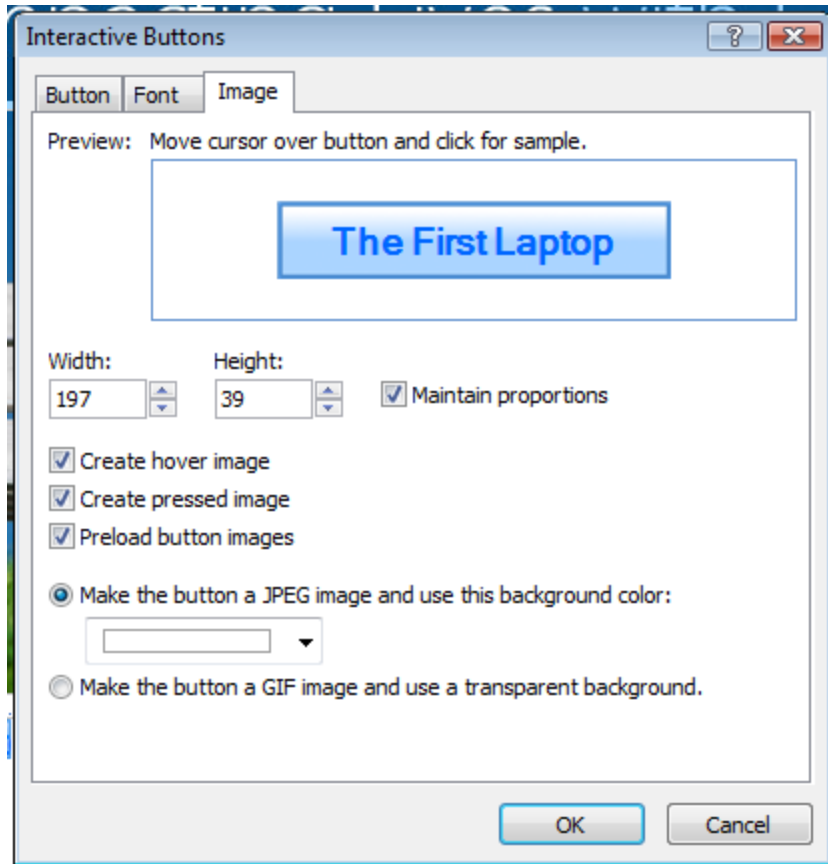 Interactive Buttons
Button Font Image
Preview: Move cursor over button and click for sample.
The First Laptop
Width: Height:
197 39 Maintain proportions
Create hover image
Create pressed image
Preload button images
Make the button a JPEG image and use this background color:
Make the button a GIF image and use a transparent background.
OK Cancel